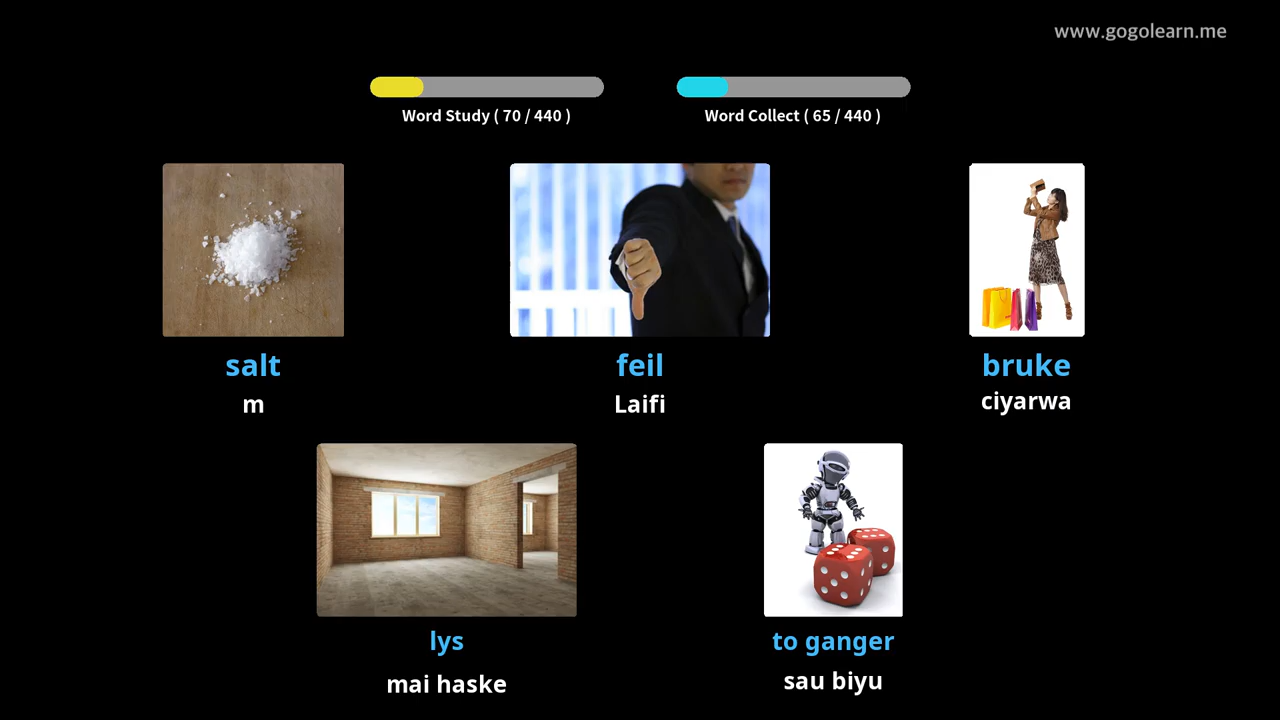 www.gogolearn.me
Word Study ( 70 / 440 )
Word Collect ( 65 / 440 )
salt
m
feil
Laifi
bruke
ciyarwa
lys
mai haske
to ganger
sau biyu